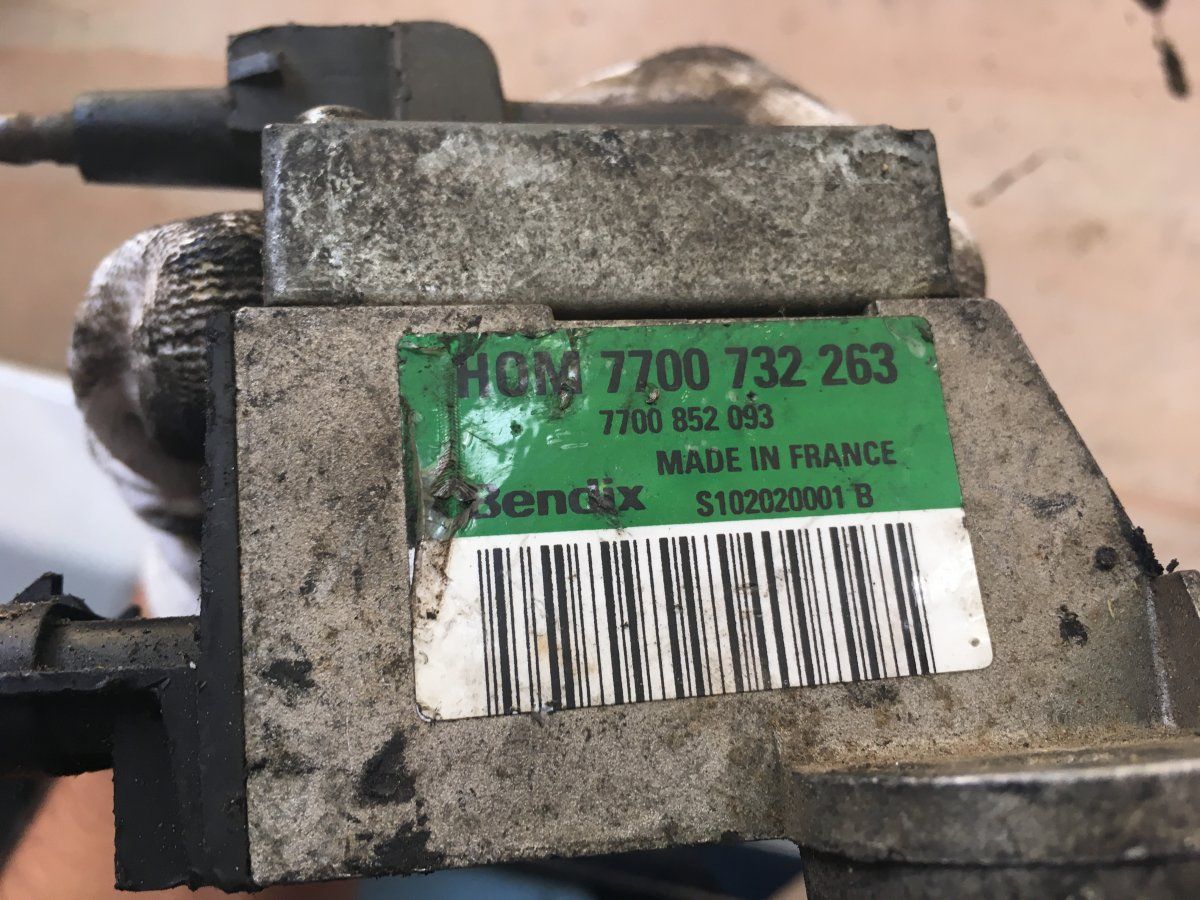 HOM 7700 732 263
7700 852 093
MADE IN FRANCE
Bendix S102020001 B